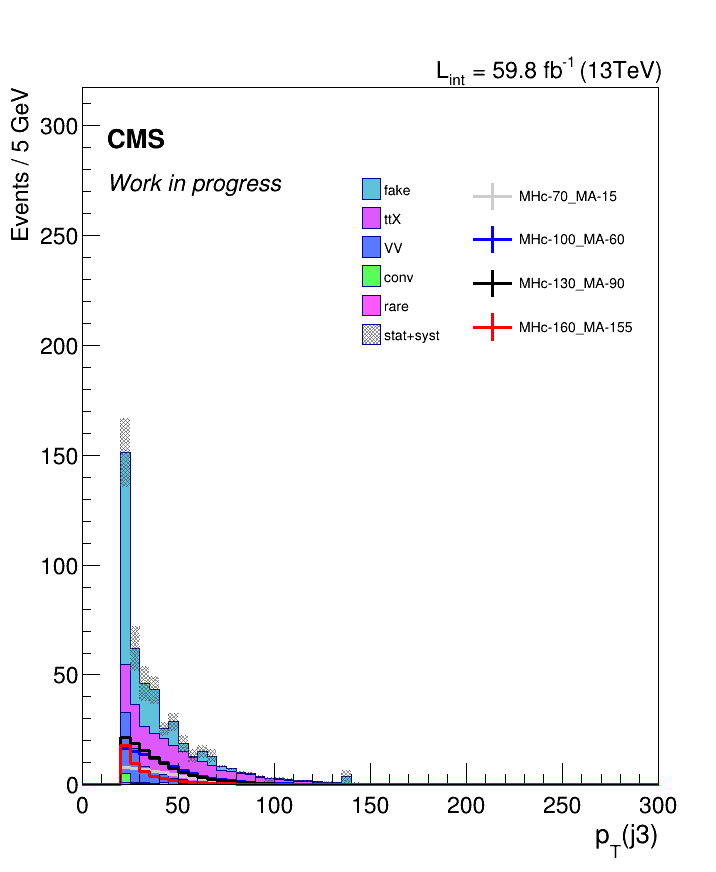 L_int = 59.8 fb^-1 (13TeV)
Events / 5 GeV
CMS
Work in progress
fake
ttX
VV
conv
rare
stat+syst
MHc-70_MA-15
MHc-100_MA-60
MHc-130_MA-90
MHc-160_MA-155
300
250
200
150
100
50
0
0 50 100 150 200 250 300
p_T(j3)